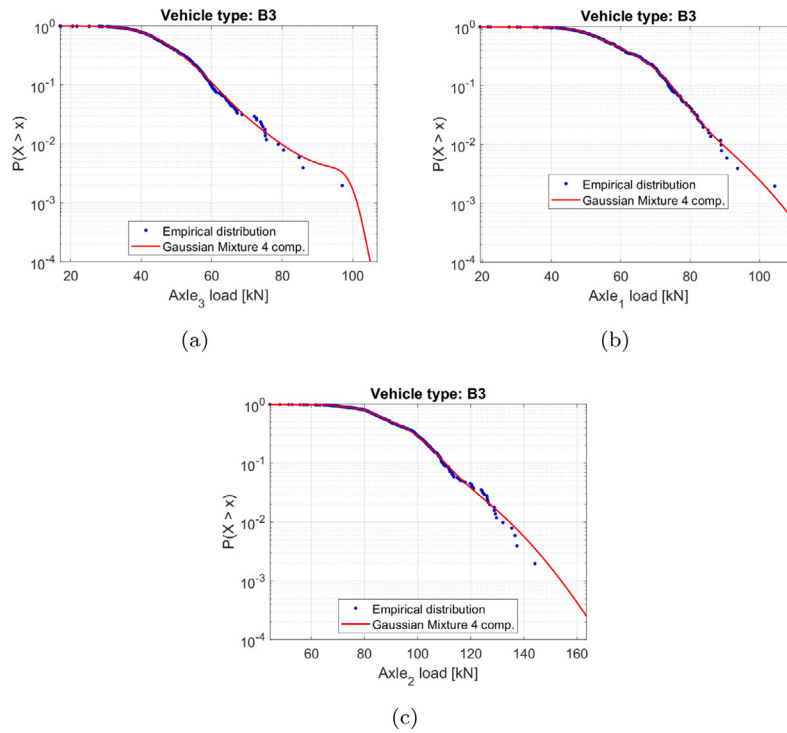 Vehicle type: B3
P(X > x)
10^0
10^-1
10^-2
10^-3
10^-4
Empirical distribution
Gaussian Mixture 4 comp.
20 40 60 80 100
Axle_3 load [kN]
(a)
Vehicle type: B3
P(X > x)
10^0
10^-1
10^-2
10^-3
10^-4
Empirical distribution
Gaussian Mixture 4 comp.
20 40 60 80 100
Axle_1 load [kN]
(b)
Vehicle type: B3
P(X > x)
10^0
10^-1
10^-2
10^-3
10^-4
Empirical distribution
Gaussian Mixture 4 comp.
60 80 100 120 140 160
Axle_2 load [kN]
(c)